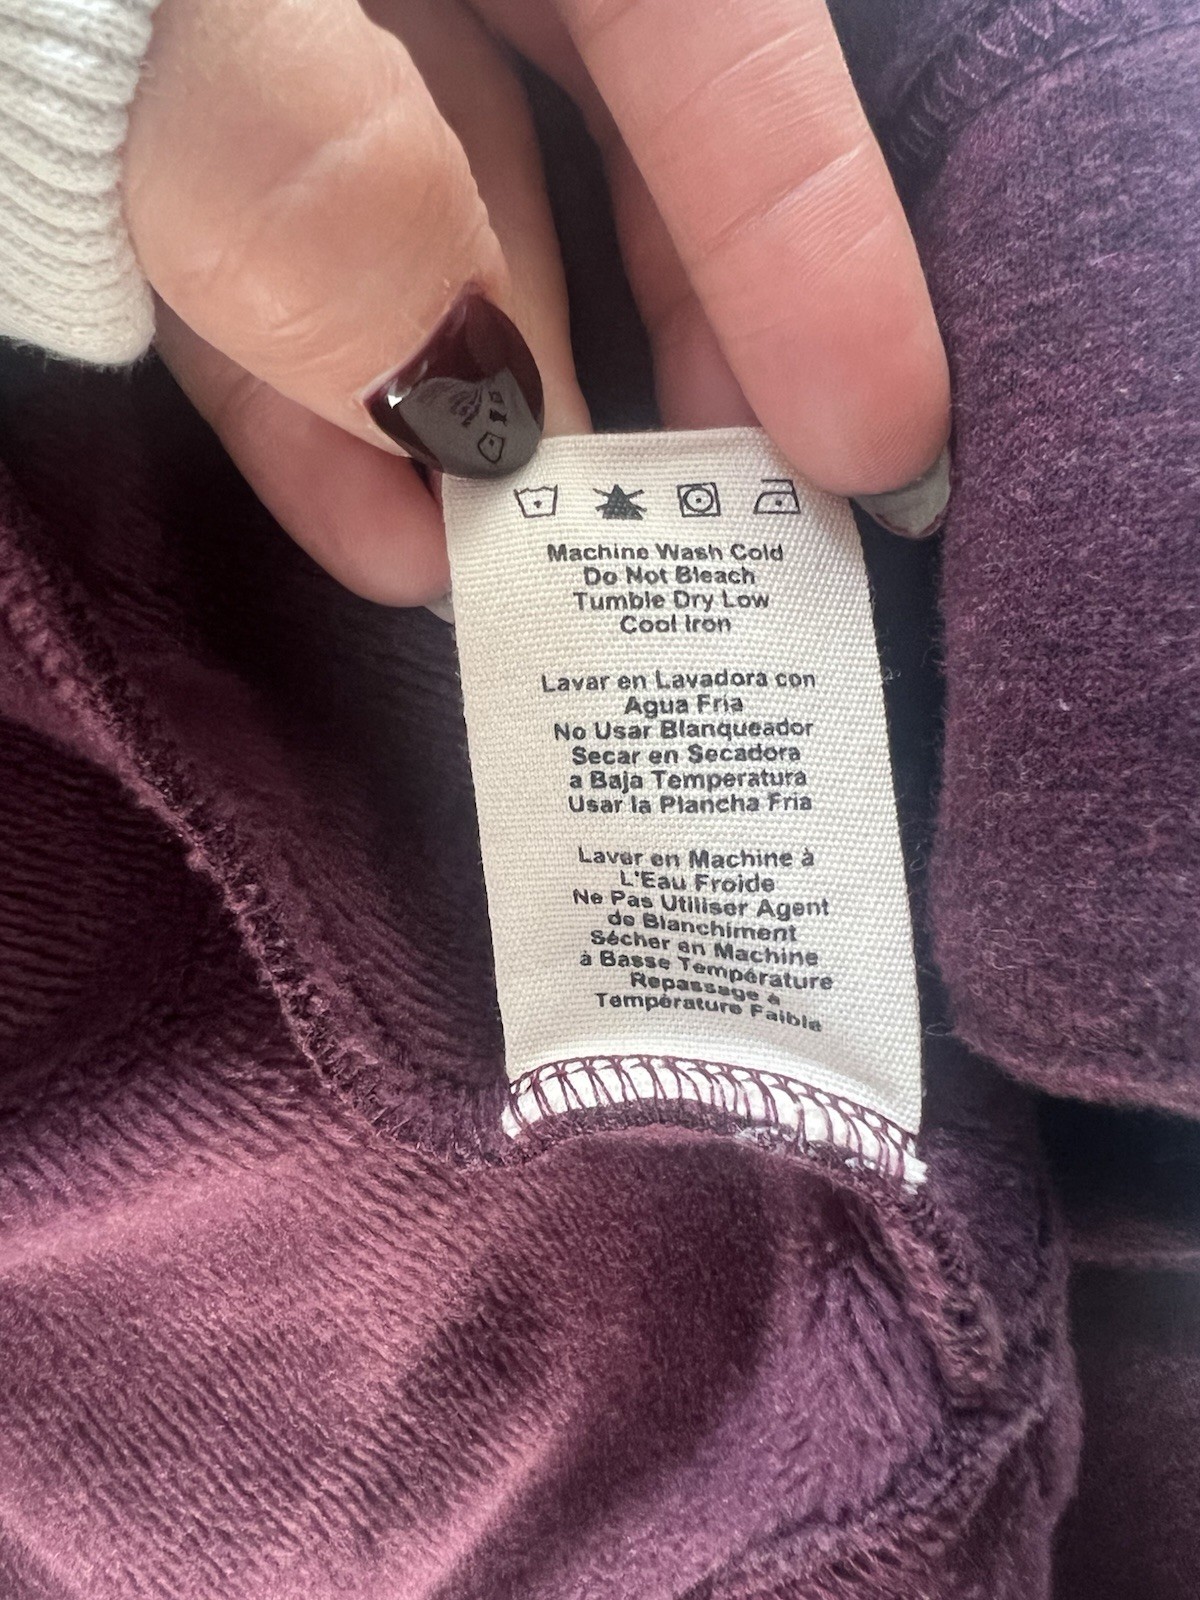 Machine Wash Cold
Do Not Bleach
Tumble Dry Low
Cool Iron
Lavar en Lavadora con
Agua Fria
No Usar Blanqueador
Secar en Secadora
a Baja Temperatura
Usar la Plancha Fria
Laver en Machine à
L'Eau Froide
Ne Pas Utiliser Agent
de Blanchiment
Sécher en Machine
à Basse Température
Repassage à
Température Faible